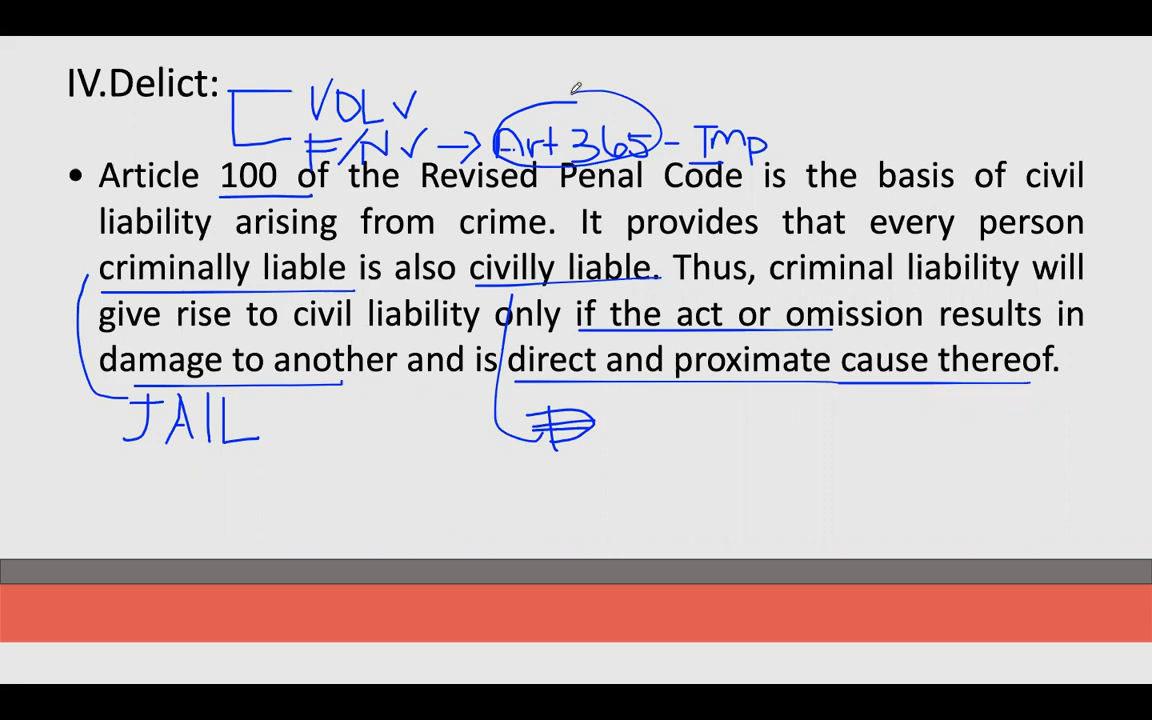 IV.Delict:
VOL ✓
F/N ✓ → Art 365 - Imp
• Article 100 of the Revised Penal Code is the basis of civil
liability arising from crime. It provides that every person
criminally liable is also civilly liable. Thus, criminal liability will
give rise to civil liability only if the act or omission results in
damage to another and is direct and proximate cause thereof.
JAIL